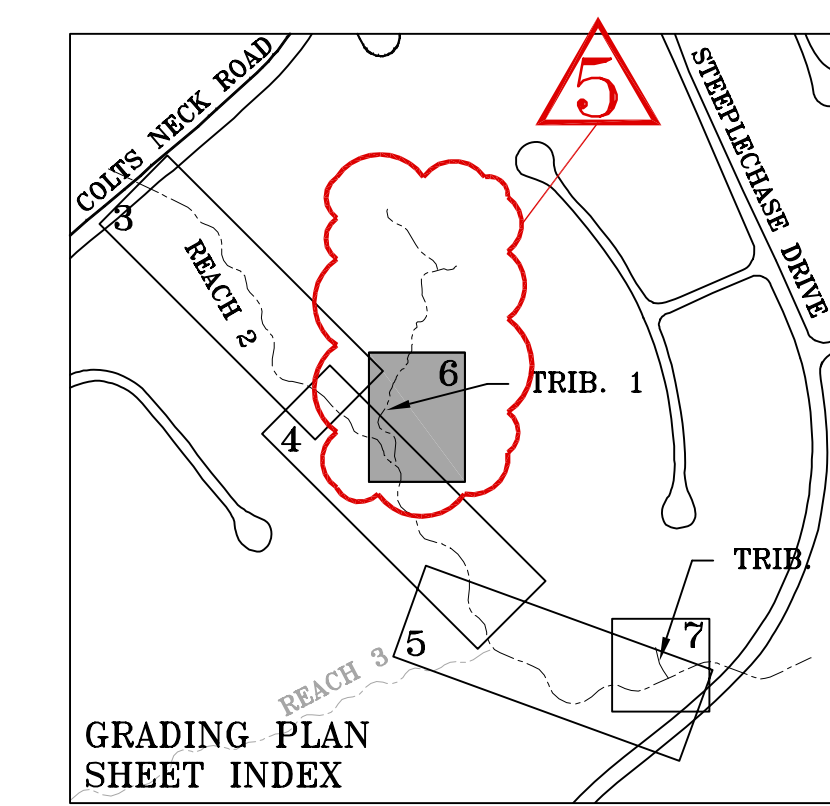 5
COLTS NECK ROAD
STEEPLECHASE DRIVE
3
REACH 2
6
TRIB. 1
4
TRIB.
5
7
REACH 3
GRADING PLAN
SHEET INDEX